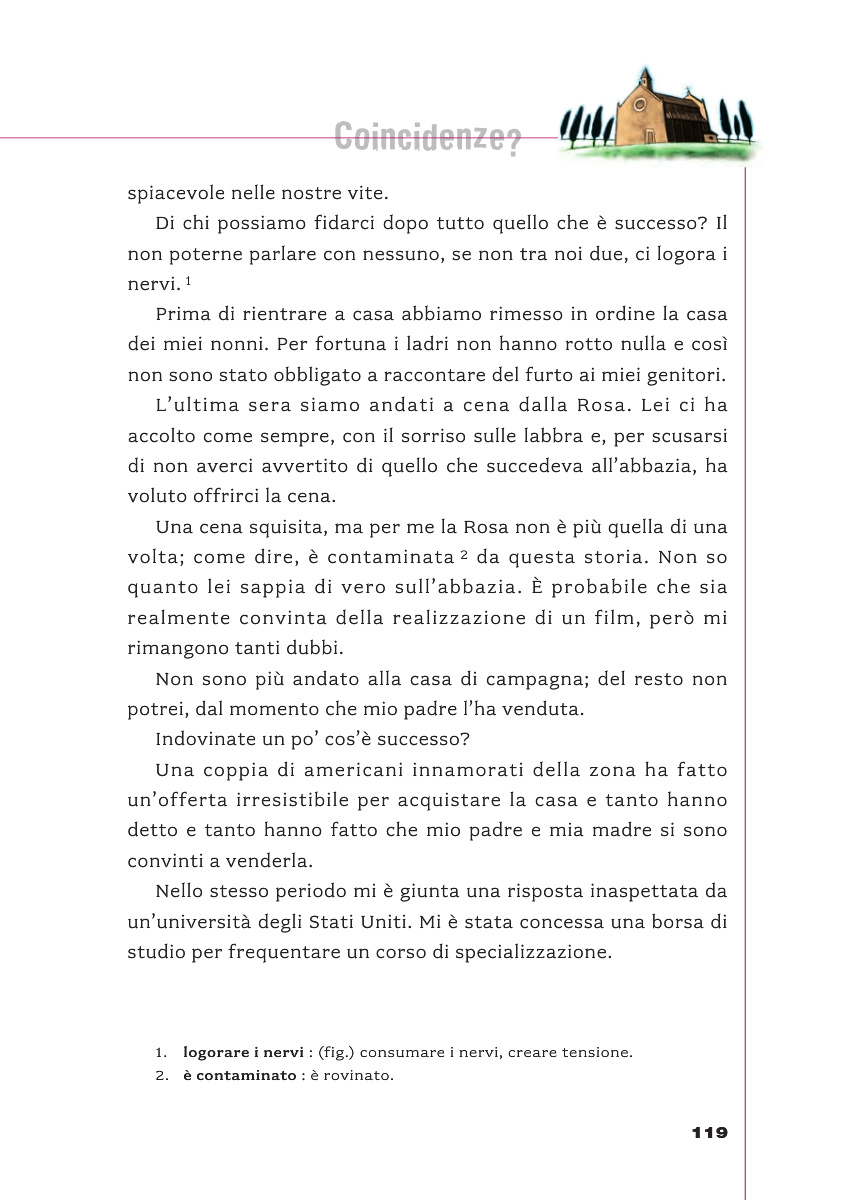 Coincidenze?
spiacevole nelle nostre vite.
Di chi possiamo fidarci dopo tutto quello che è successo? Il
non poterne parlare con nessuno, se non tra noi due, ci logora i
nervi. 1
Prima di rientrare a casa abbiamo rimesso in ordine la casa
dei miei nonni. Per fortuna i ladri non hanno rotto nulla e così
non sono stato obbligato a raccontare del furto ai miei genitori.
L’ultima sera siamo andati a cena dalla Rosa. Lei ci ha
accolto come sempre, con il sorriso sulle labbra e, per scusarsi
di non averci avvertito di quello che succedeva all’abbazia, ha
voluto offrirci la cena.
Una cena squisita, ma per me la Rosa non è più quella di una
volta; come dire, è contaminata 2 da questa storia. Non so
quanto lei sappia di vero sull’abbazia. È probabile che sia
realmente convinta della realizzazione di un film, però mi
rimangono tanti dubbi.
Non sono più andato alla casa di campagna; del resto non
potrei, dal momento che mio padre l’ha venduta.
Indovinate un po’ cos’è successo?
Una coppia di americani innamorati della zona ha fatto
un’offerta irresistibile per acquistare la casa e tanto hanno
detto e tanto hanno fatto che mio padre e mia madre si sono
convinti a venderla.
Nello stesso periodo mi è giunta una risposta inaspettata da
un’università degli Stati Uniti. Mi è stata concessa una borsa di
studio per frequentare un corso di specializzazione.
1. logorare i nervi : (fig.) consumare i nervi, creare tensione.
2. è contaminato : è rovinato.
119